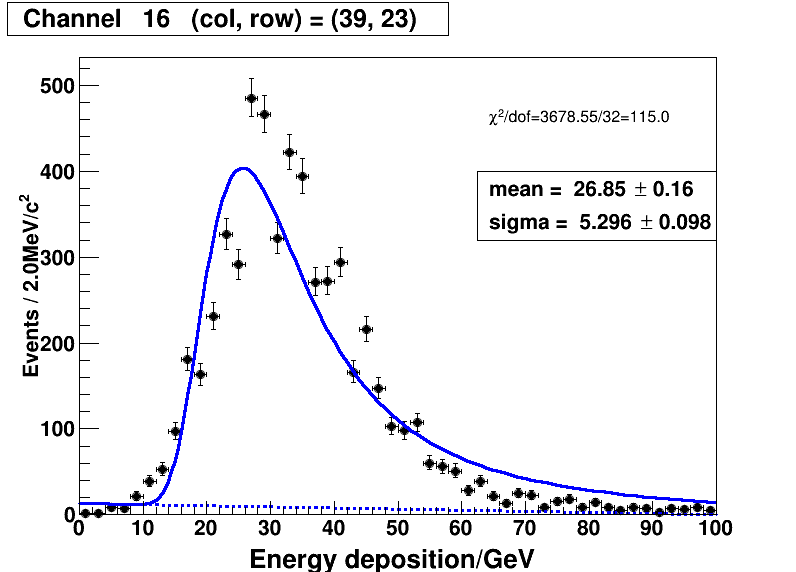 Channel 16 (col, row) = (39, 23)
χ²/dof=3678.55/32=115.0
mean = 26.85 ± 0.16
sigma = 5.296 ± 0.098
Events / 2.0MeV/c²
500
400
300
200
100
0
0 10 20 30 40 50 60 70 80 90 100
Energy deposition/GeV